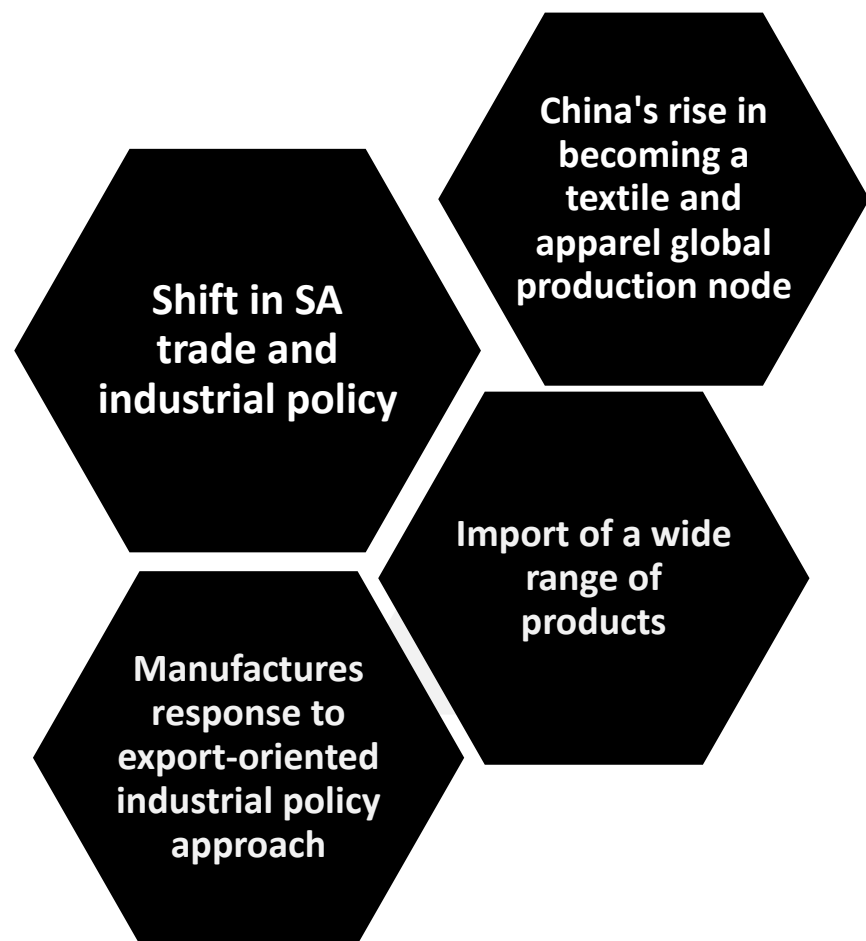 China's rise in
becoming a
textile and
apparel global
production node
Shift in SA
trade and
industrial policy
Import of a wide
range of
products
Manufactures
response to
export-oriented
industrial policy
approach